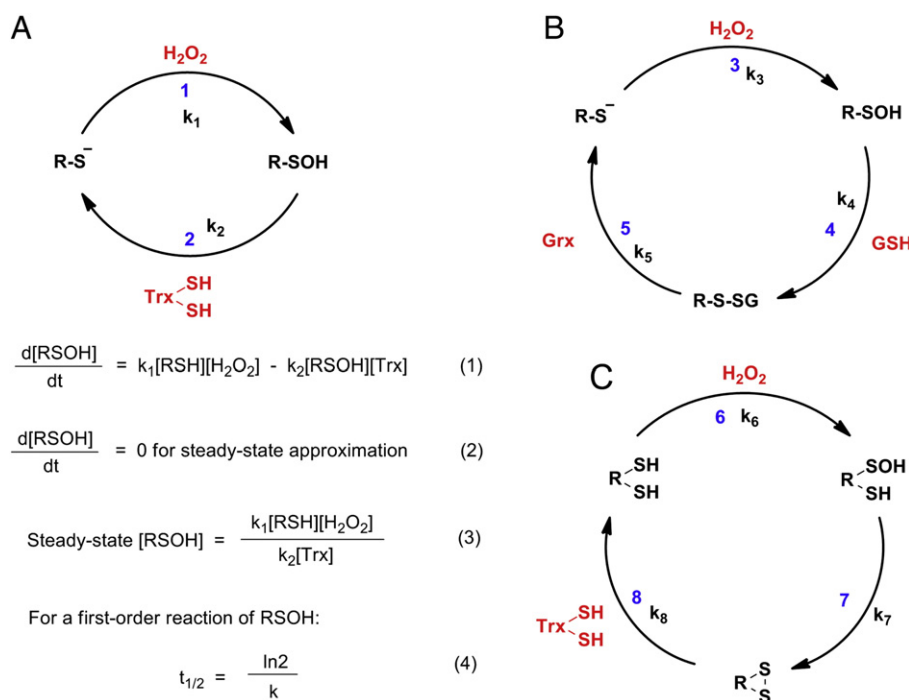 A
H₂O₂
1
k₁
R-S⁻
R-SOH
k₂
2
Trx
SH
SH
d[RSOH]/dt = k₁[RSH][H₂O₂] - k₂[RSOH][Trx] (1)
d[RSOH]/dt = 0 for steady-state approximation (2)
Steady-state [RSOH] = k₁[RSH][H₂O₂]/k₂[Trx] (3)
For a first-order reaction of RSOH:
t₁/₂ = ln2/k (4)
B
H₂O₂
3
k₃
R-S⁻
R-SOH
k₄
5
4
Grx
GSH
k₅
R-S-SG
C
H₂O₂
6 k₆
R
SH
SH
R
SOH
SH
8
7
k₈
k₇
Trx
SH
SH
R
S
S